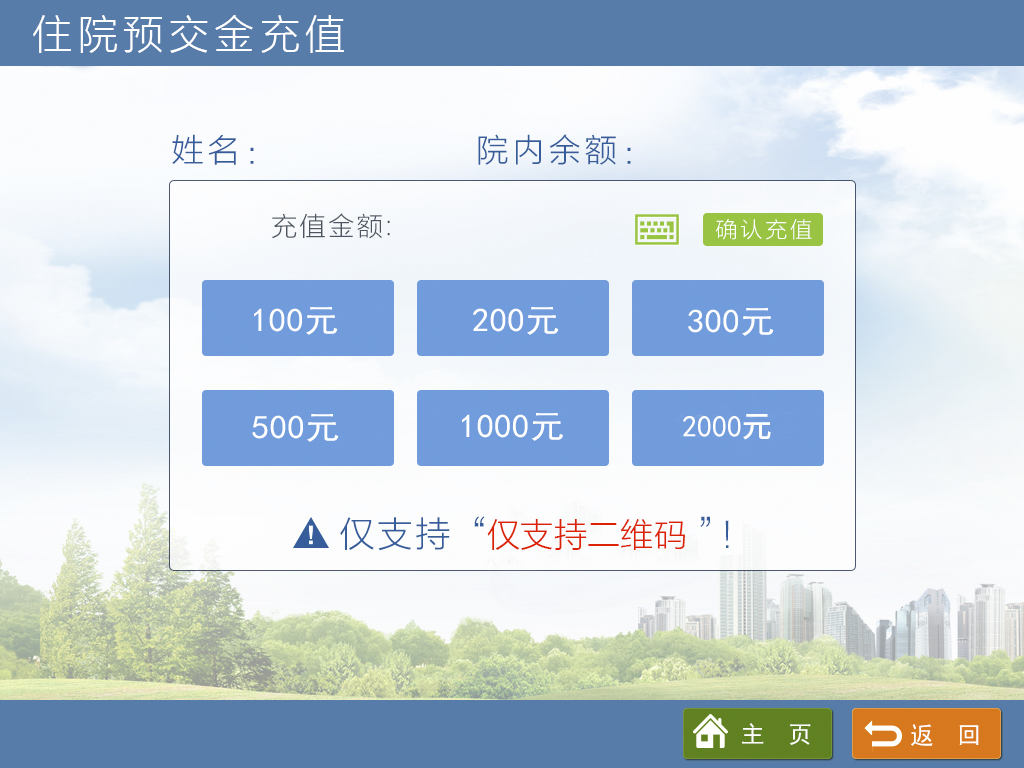 住院预交金充值
姓名: 院内余额:
充值金额: 确认充值
100元 200元 300元
500元 1000元 2000元
仅支持 “仅支持二维码 ”!
主 页 返 回